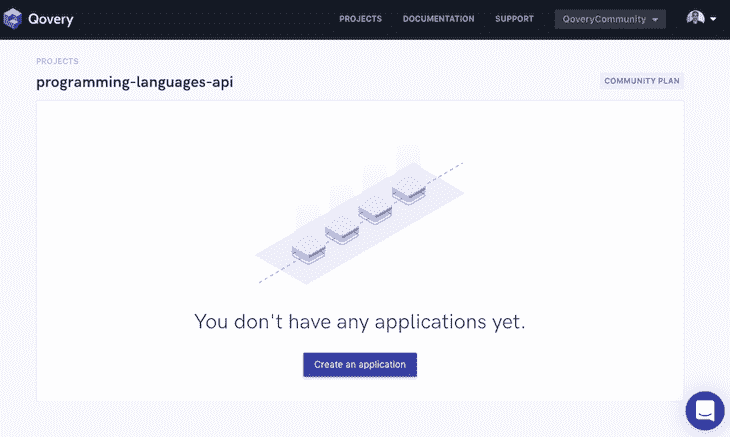 Qovery
PROJECTS DOCUMENTATION SUPPORT QoveryCommunity
PROJECTS
programming-languages-api
COMMUNITY PLAN
You don't have any applications yet.
Create an application